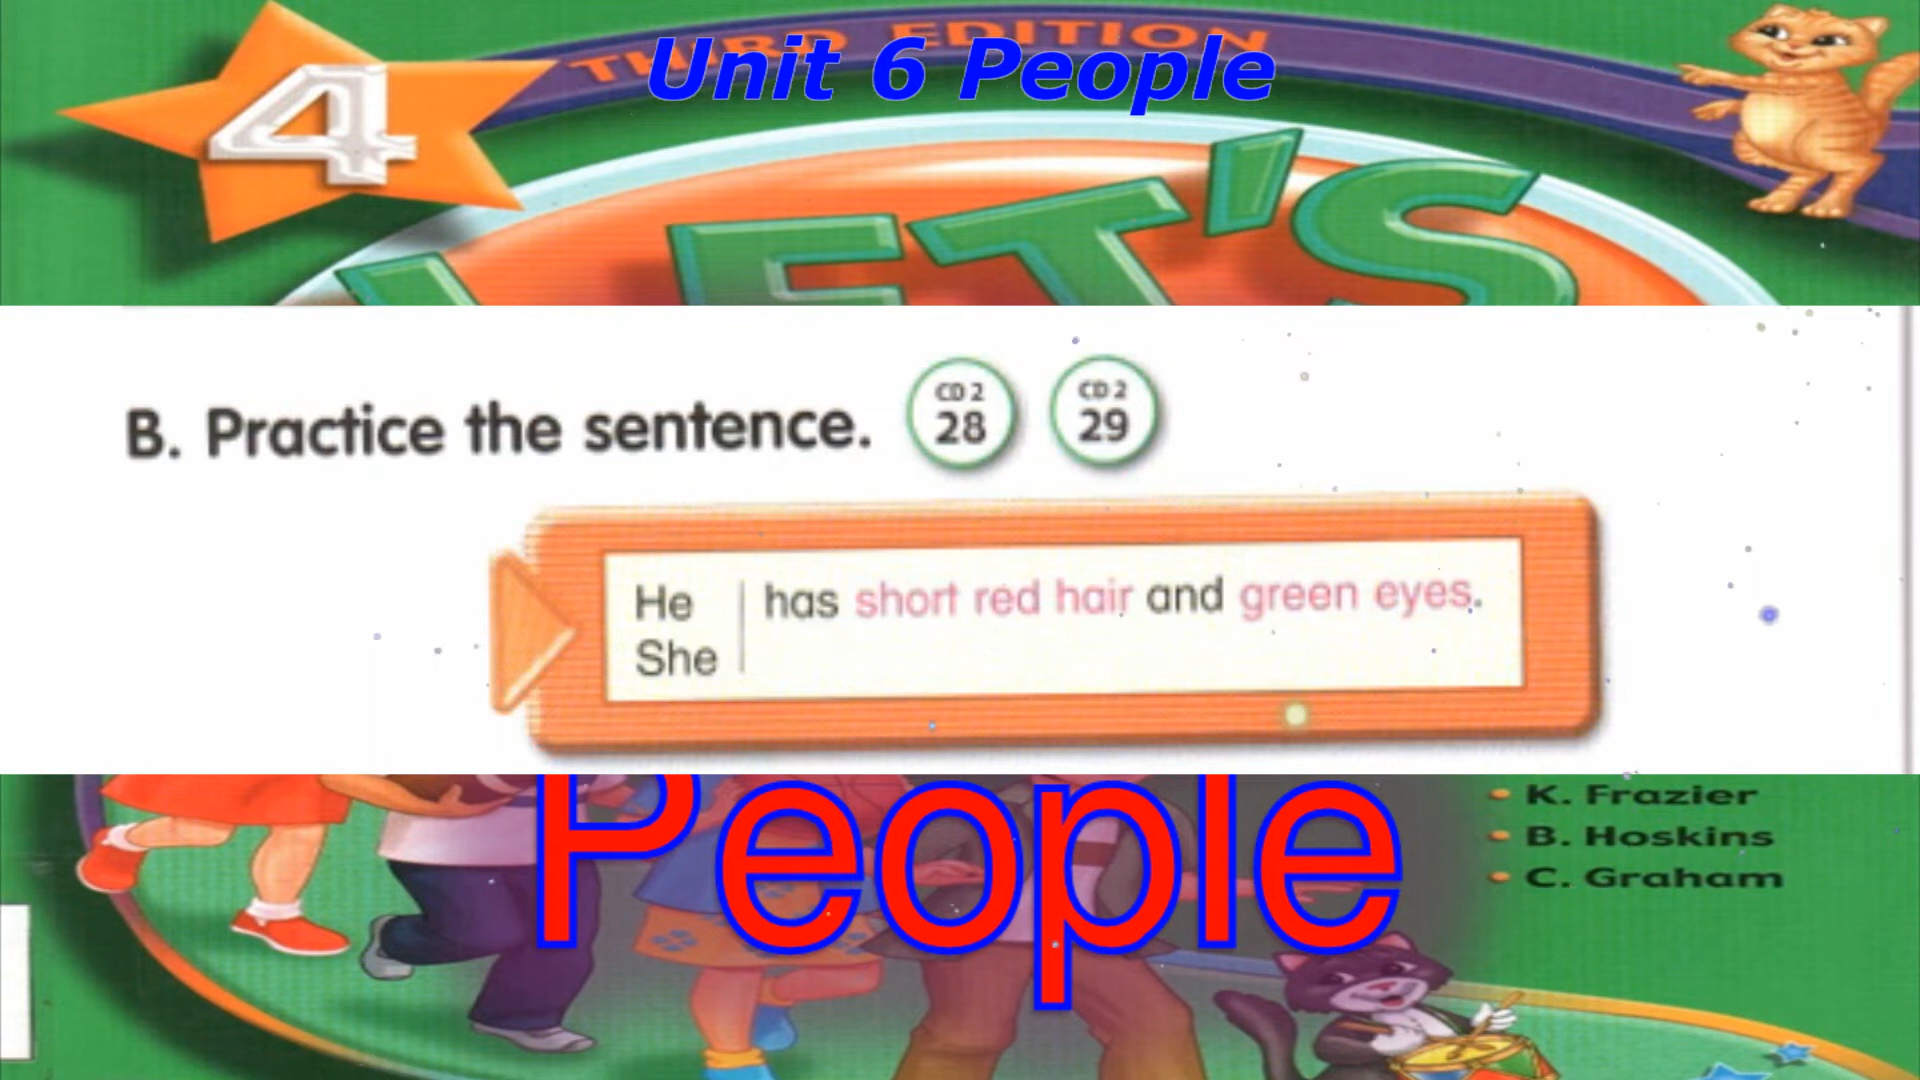 4
THIRD EDITION
Unit 6 People
LET'S
B. Practice the sentence.
CD 2
28
CD 2
29
He has short red hair and green eyes.
She
People
K. Frazier
B. Hoskins
C. Graham